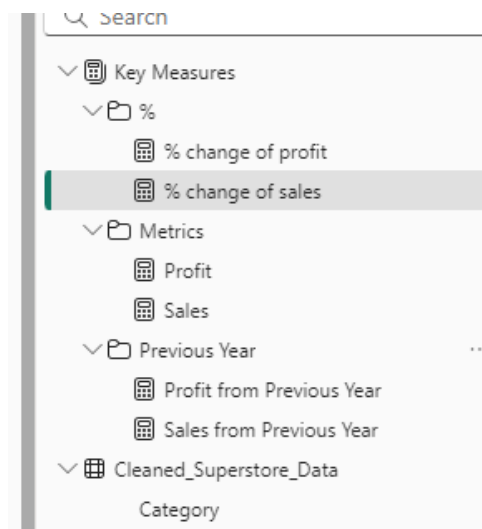 Search
Key Measures
%
% change of profit
% change of sales
Metrics
Profit
Sales
Previous Year
Profit from Previous Year
Sales from Previous Year
Cleaned_Superstore_Data
Category